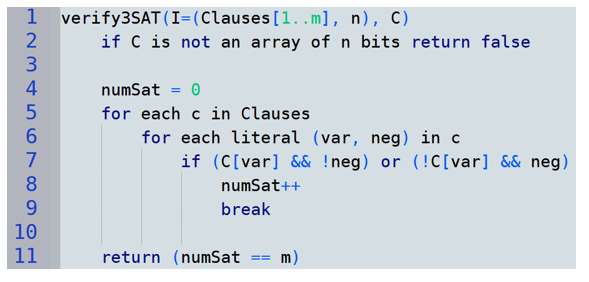 1 verify3SAT(I=(Clauses[1..m], n), C)
2     if C is not an array of n bits return false
3
4     numSat = 0
5     for each c in Clauses
6         for each literal (var, neg) in c
7             if (C[var] && !neg) or (!C[var] && neg)
8                 numSat++
9                 break
10
11     return (numSat == m)